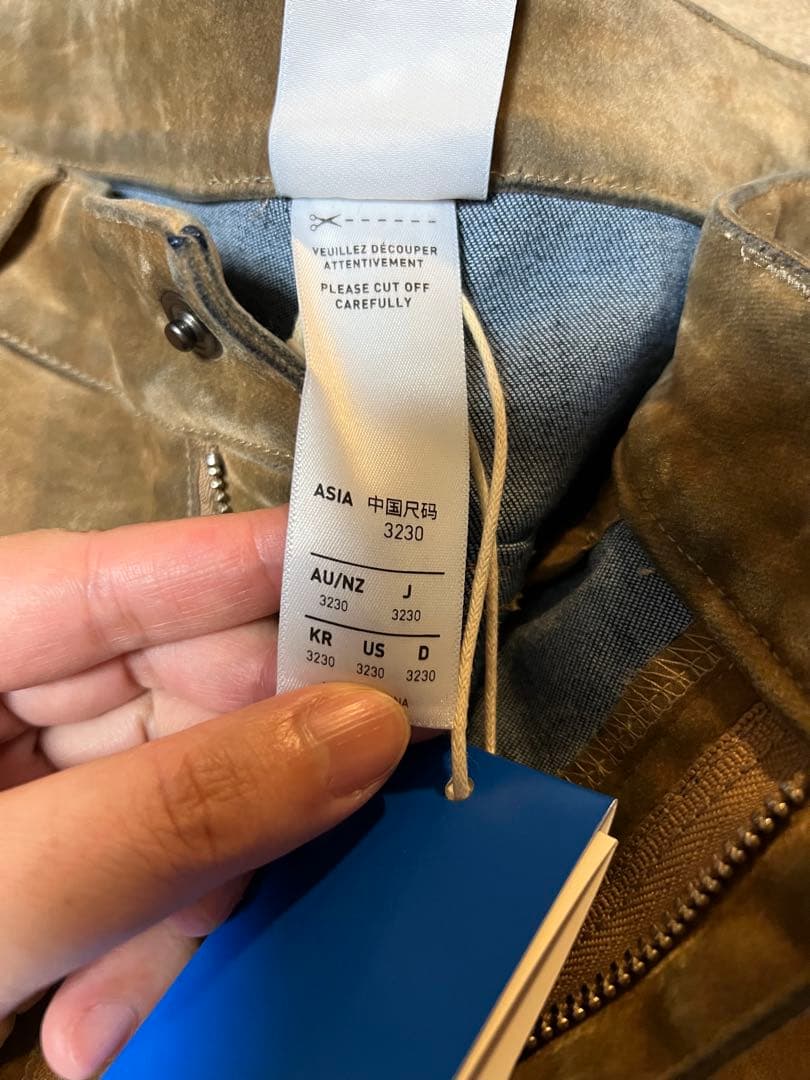 VEUILLEZ DÉCOUPER
ATTENTIVEMENT
PLEASE CUT OFF
CAREFULLY
ASIA 中国尺码
3230
AU/NZ J
3230 3230
KR US D
3230 3230 3230